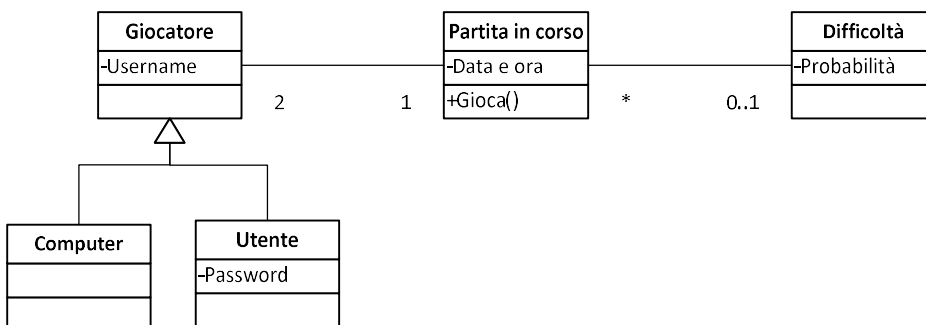 Giocatore
-Username
Partita in corso
-Data e ora
+Gioca()
Difficoltà
-Probabilità
2
1
*
0..1
Computer
Utente
-Password